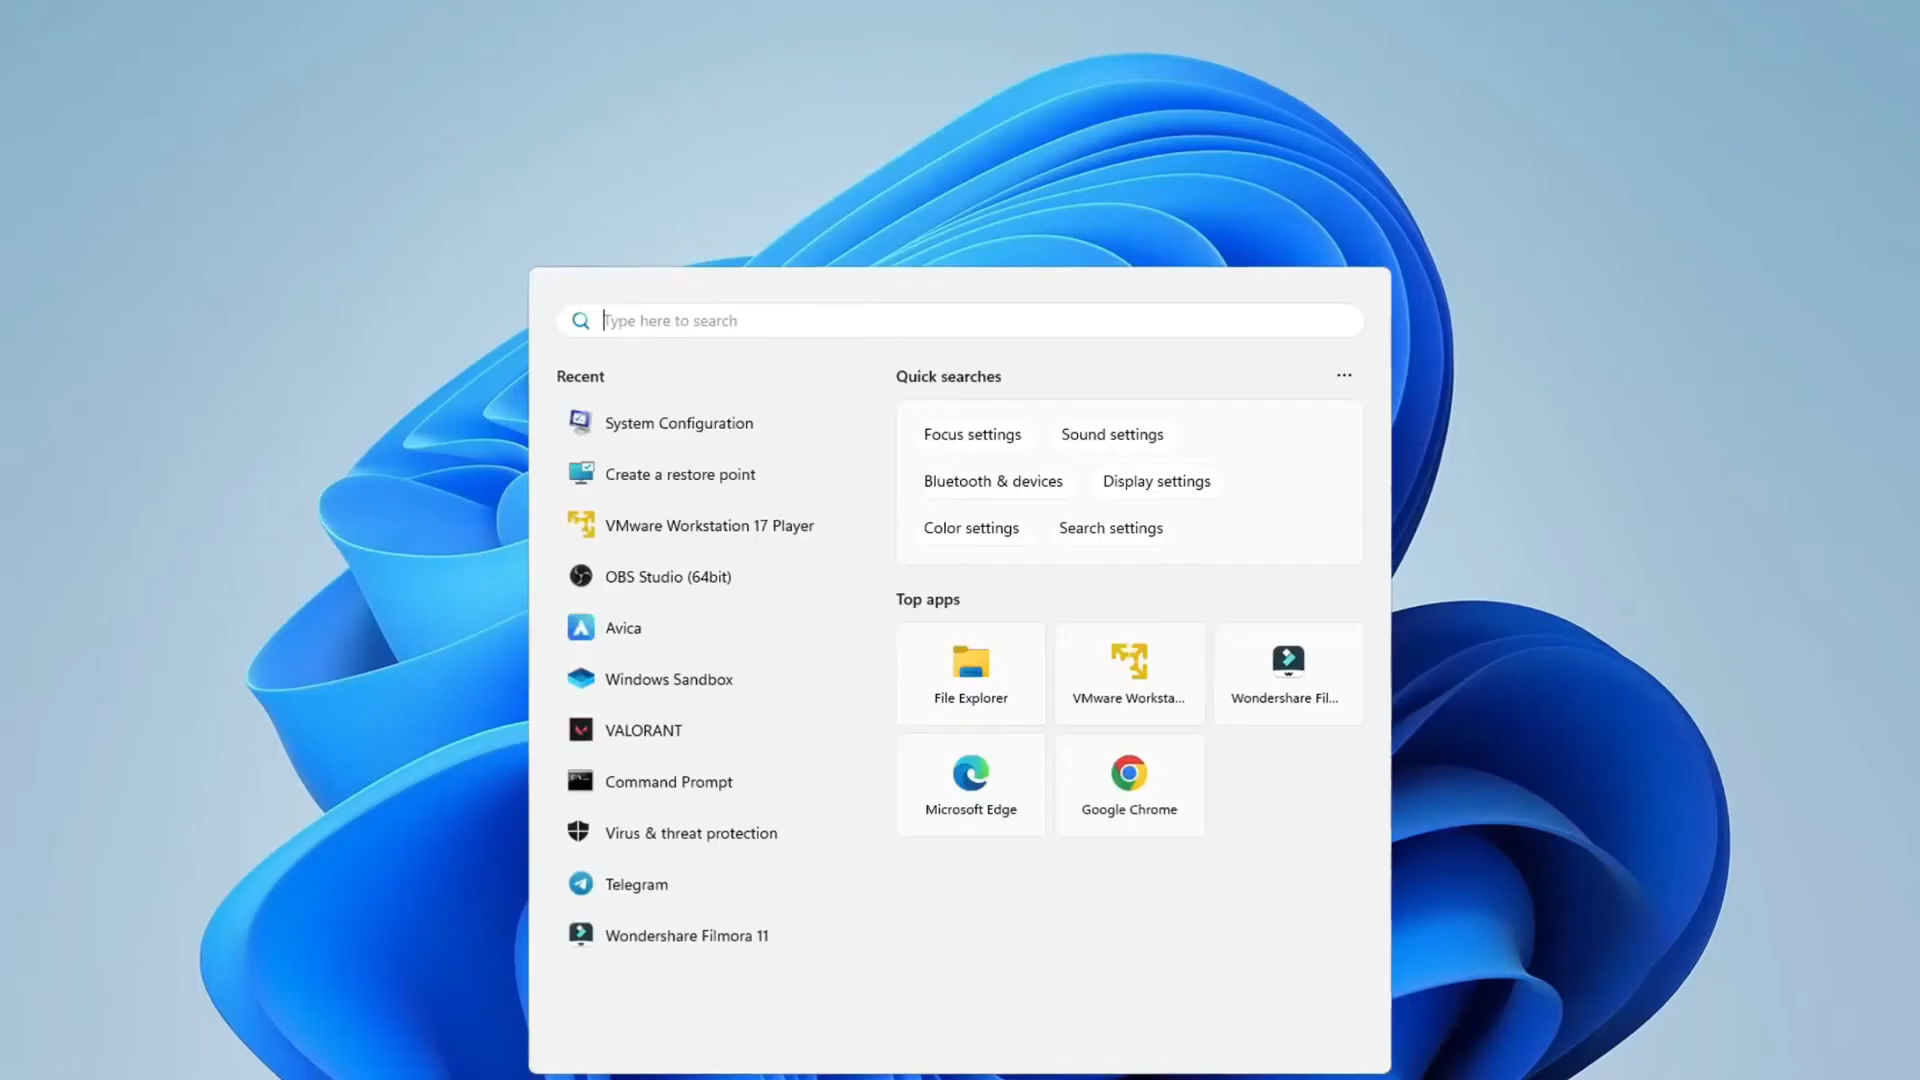 Type here to search
Recent
System Configuration
Create a restore point
VMware Workstation 17 Player
OBS Studio (64bit)
Avica
Windows Sandbox
VALORANT
Command Prompt
Virus & threat protection
Telegram
Wondershare Filmora 11
Quick searches
Focus settings Sound settings
Bluetooth & devices Display settings
Color settings Search settings
Top apps
File Explorer VMware Worksta... Wondershare Fil...
Microsoft Edge Google Chrome